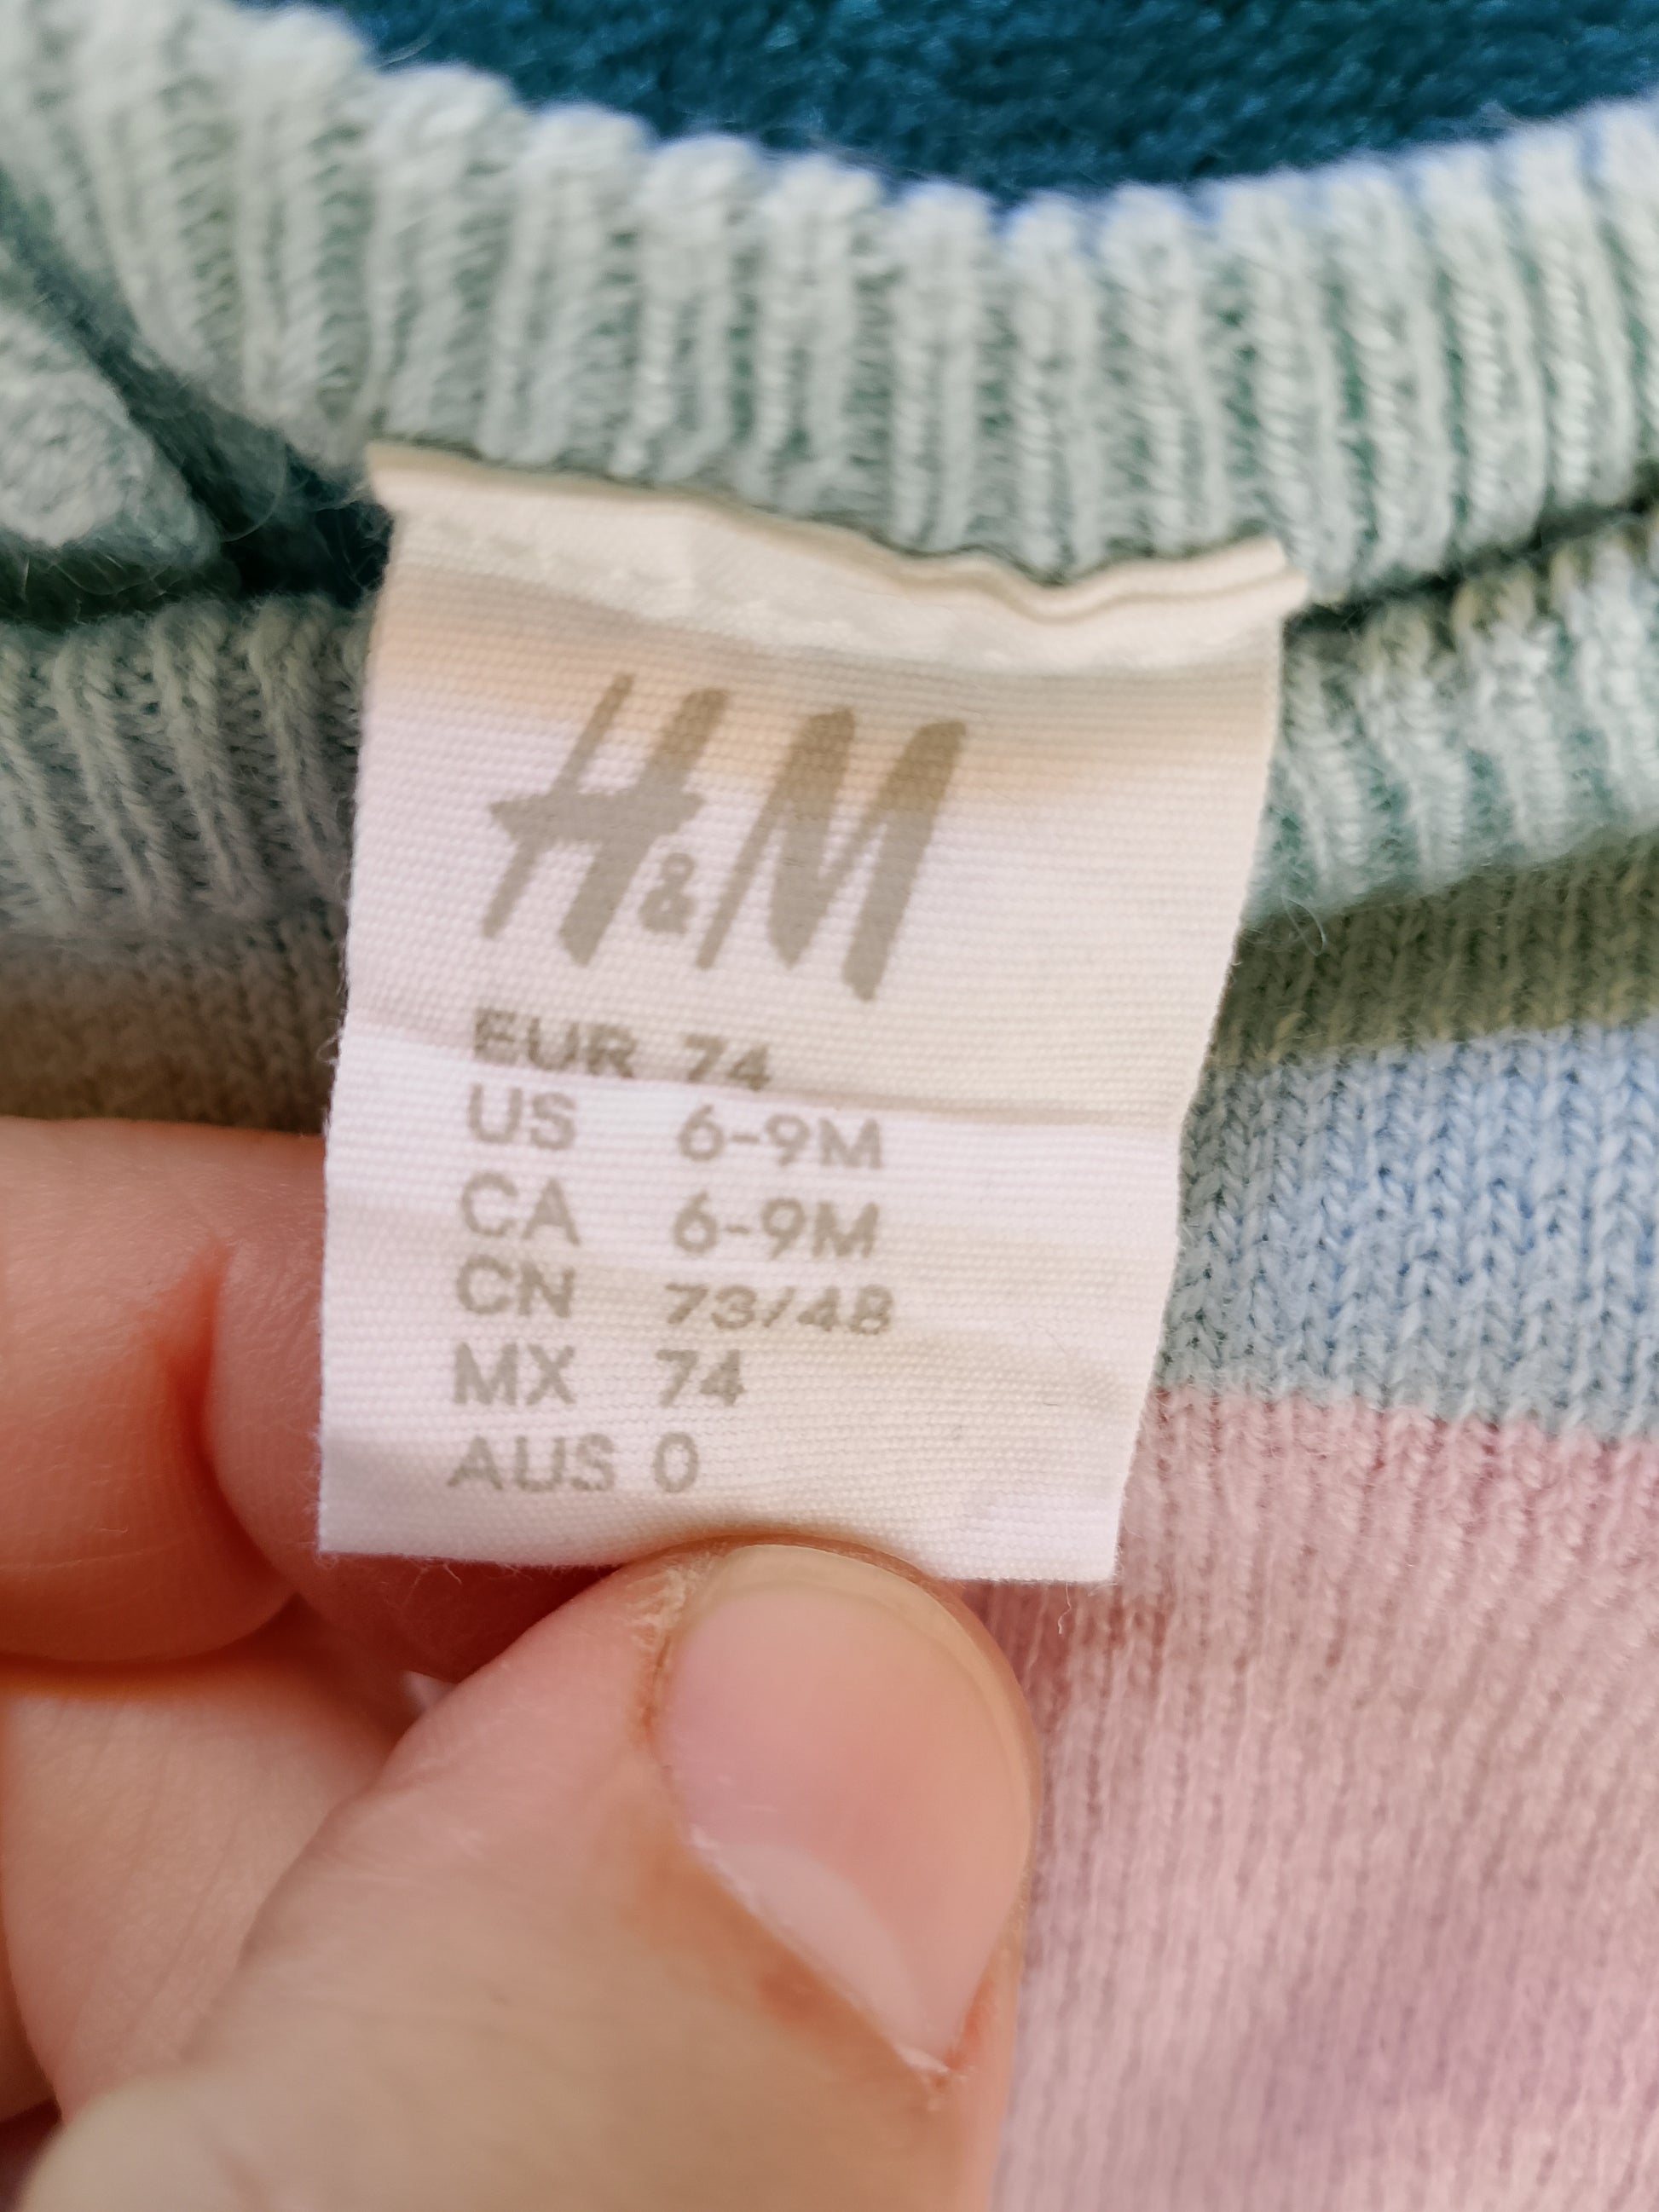 H&M
EUR 74
US 6-9M
CA 6-9M
CN 73/48
MX 74
AUS 0